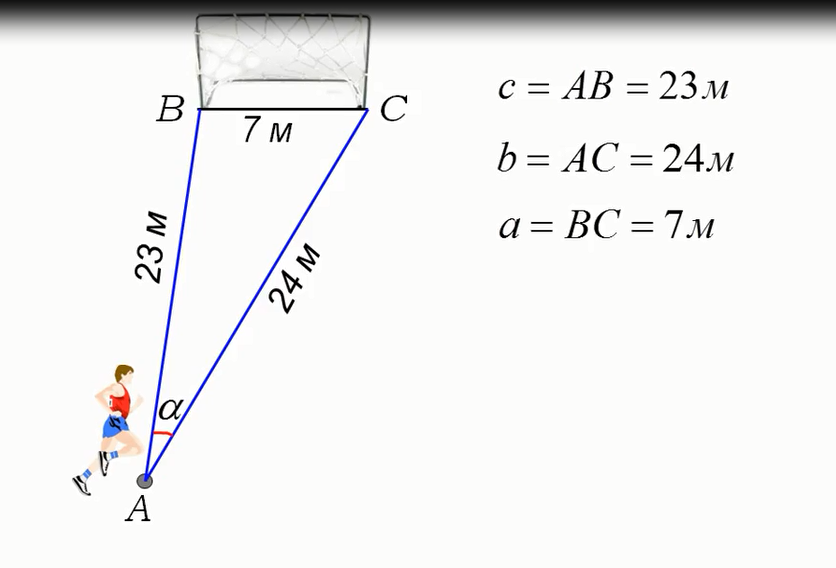 B
C
7 м
23 м
24 м
α
A
c = AB = 23м
b = AC = 24м
a = BC = 7м